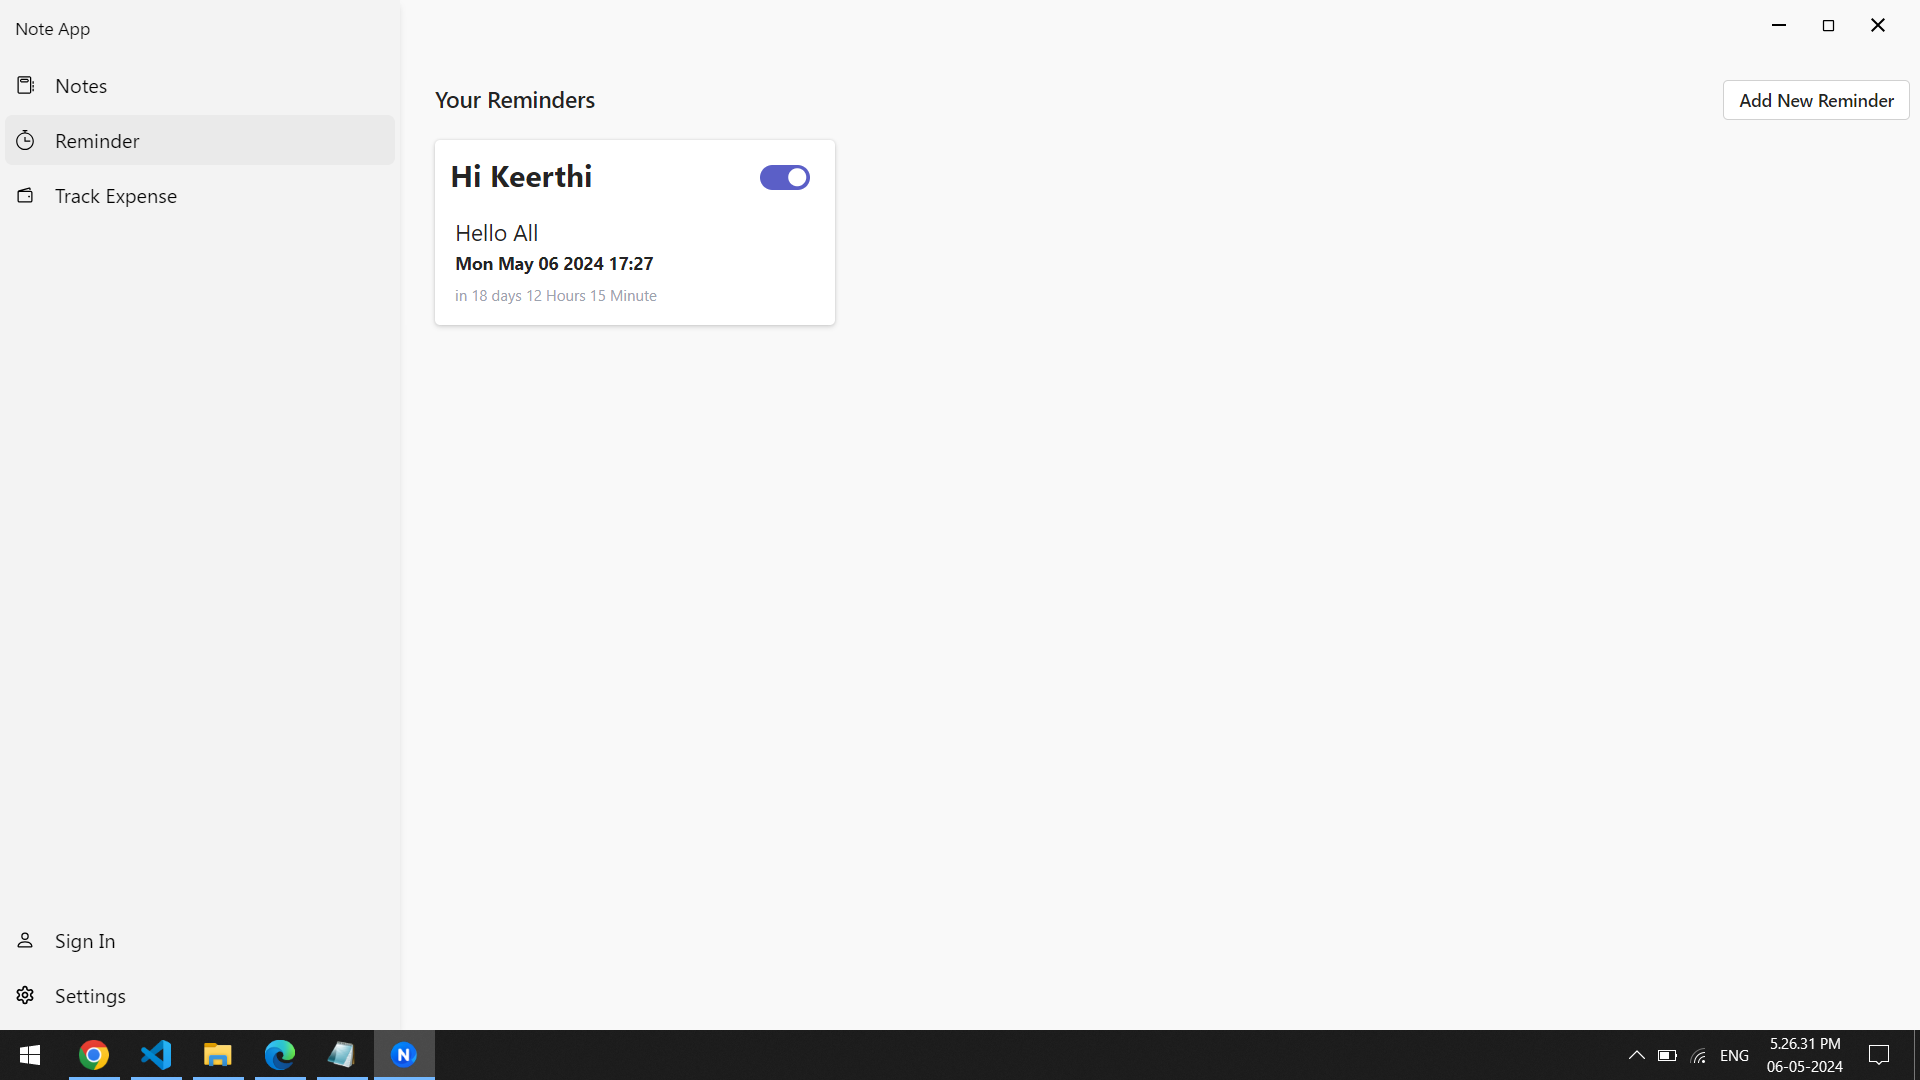 Note App
Notes
Reminder
Track Expense
Your Reminders
Add New Reminder
Hi Keerthi
Hello All
Mon May 06 2024 17:27
in 18 days 12 Hours 15 Minute
Sign In
Settings
N
ENG
5.26.31 PM
06-05-2024